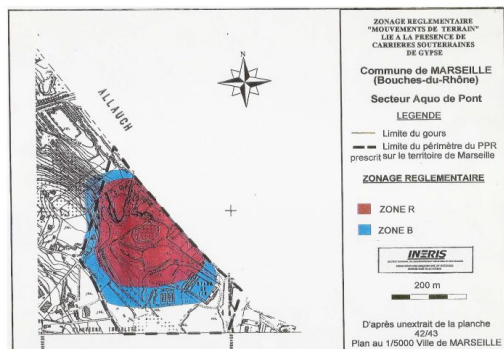 ZONAGE REGLEMENTAIRE
"MOUVEMENTS DE TERRAIN"
LIE A LA PRESENCE DE
CARRIERES SOUTERRAINES
DE GYPSE
Commune de MARSEILLE
(Bouches-du-Rhône)
Secteur Aquo de Pont
LEGENDE
Limite du gours
Limite du périmètre du PPR
prescrit sur le territoire de Marseille
ZONAGE REGLEMENTAIRE
ZONE R
ZONE B
INERIS
200 m
D'après unextrait de la planche
42/43
Plan au 1/5000 Ville de MARSEILLE
N
ALLAUCH